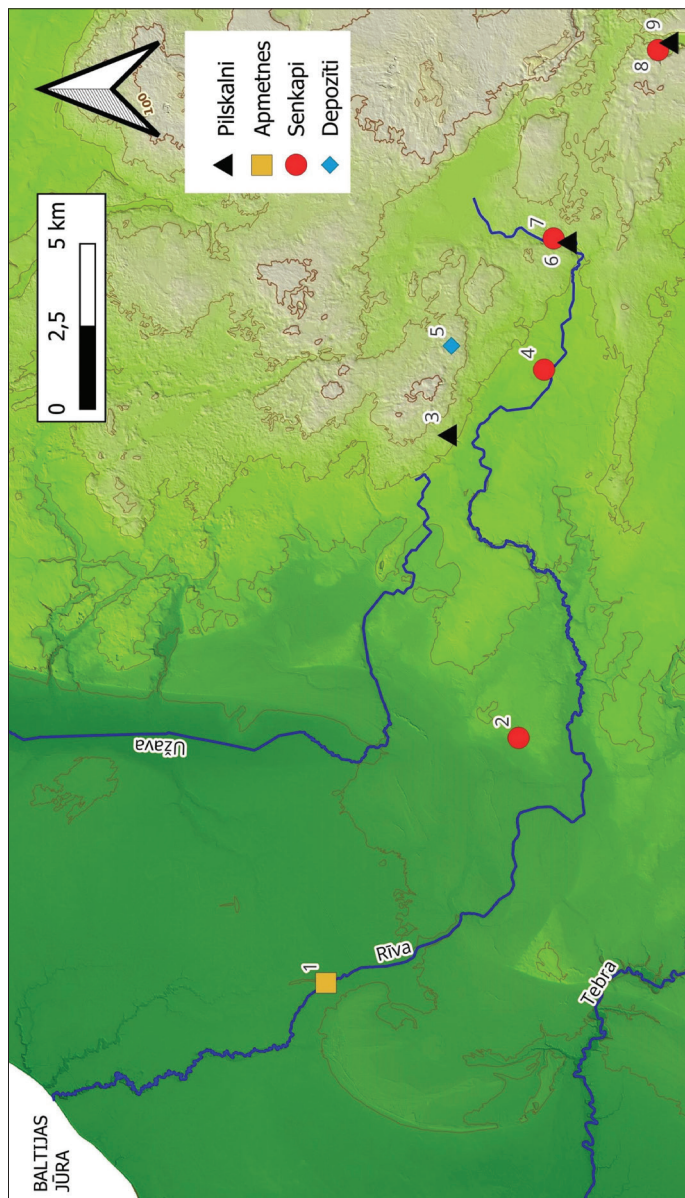 BALTIJAS
JŪRA
0 2,5 5 km
100
Pilskalni
Apmetnes
Senkapi
Depozīti
Užava
Rīva
Tebra
1
2
3
4
5
6
7
8
9